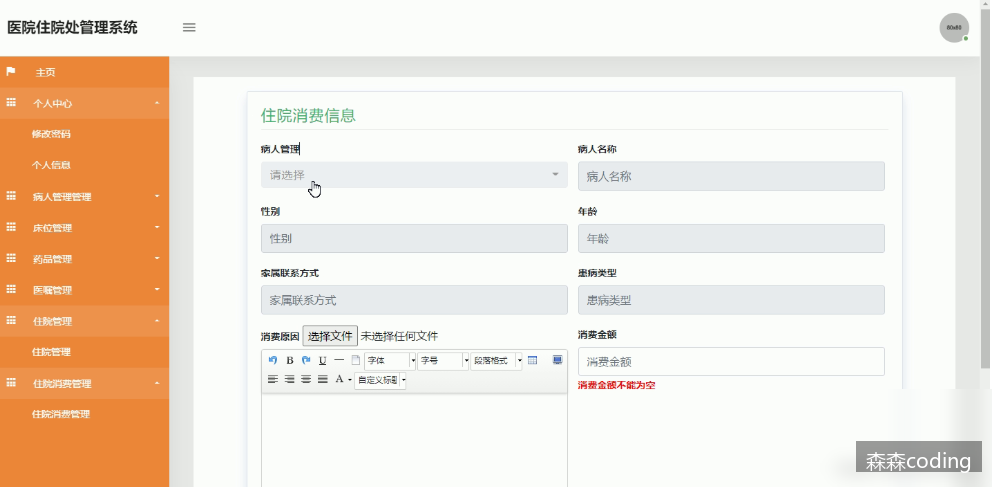 医院住院处管理系统
60x60
主页
个人中心
修改密码
个人信息
病人管理管理
床位管理
药品管理
医嘱管理
住院管理
住院管理
住院消费管理
住院消费管理
住院消费信息
病人管理
请选择
病人名称
病人名称
性别
性别
年龄
年龄
家属联系方式
家属联系方式
患病类型
患病类型
消费原因 选择文件 未选择任何文件
B U 字体 字号 段落格式
A 自定义标题
消费金额
消费金额
消费金额不能为空
森森coding